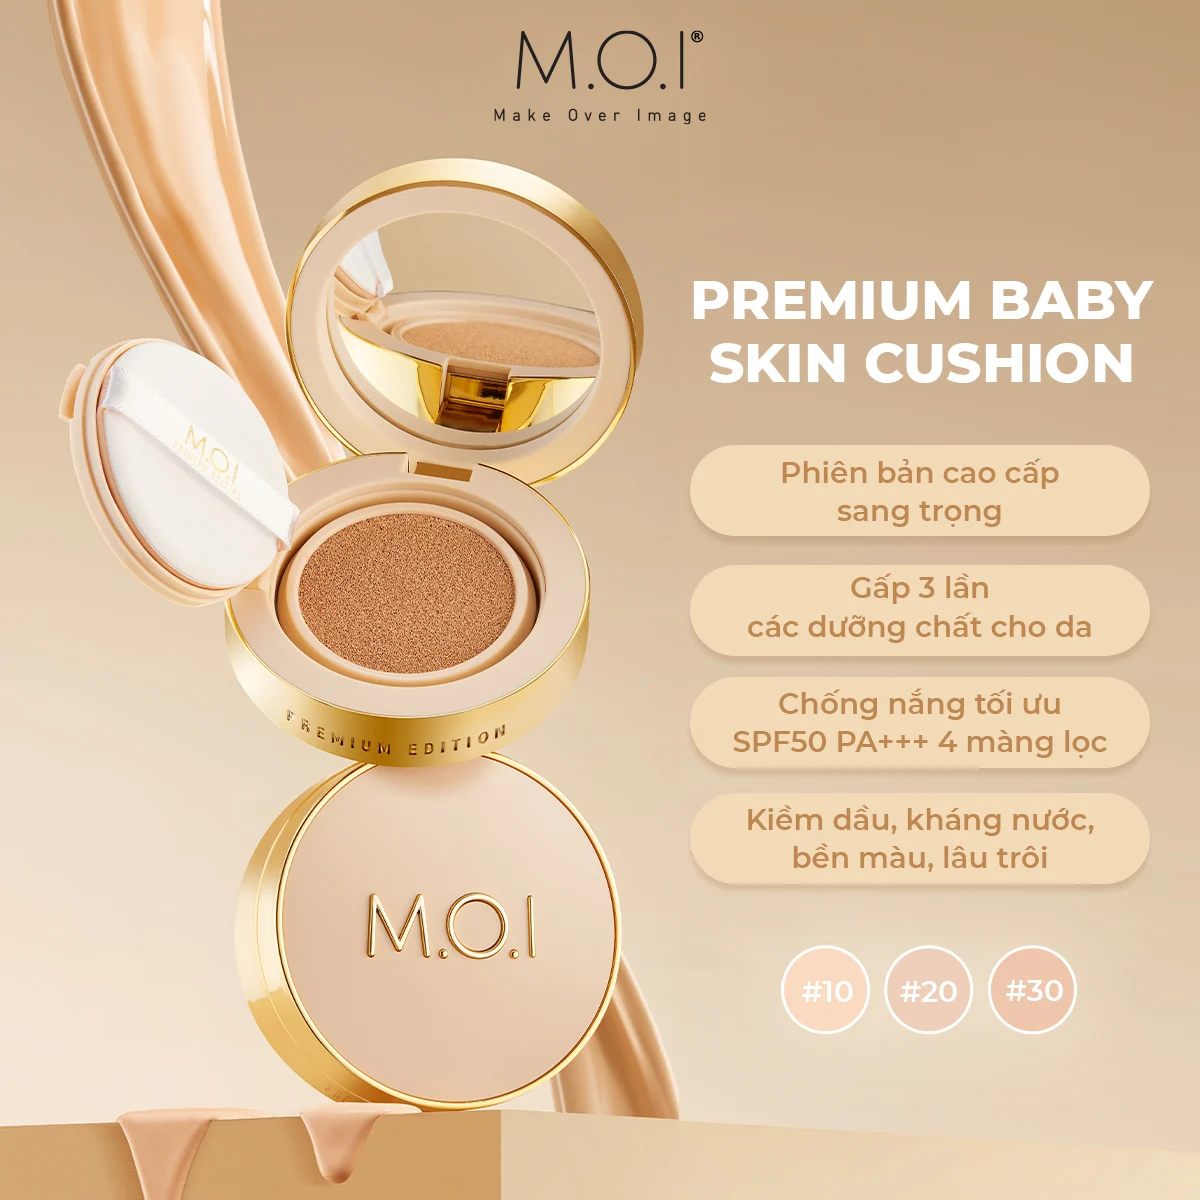 M.O.I®
Make Over Image
PREMIUM BABY
SKIN CUSHION
M.O.I
Phiên bản cao cấp
sang trọng
Gấp 3 lần
các dưỡng chất cho da
Chống nắng tối ưu
SPF50 PA+++ 4 màng lọc
PREMIUM EDITION
Kiềm dầu, kháng nước,
bền màu, lâu trôi
M.O.I
#10 #20 #30